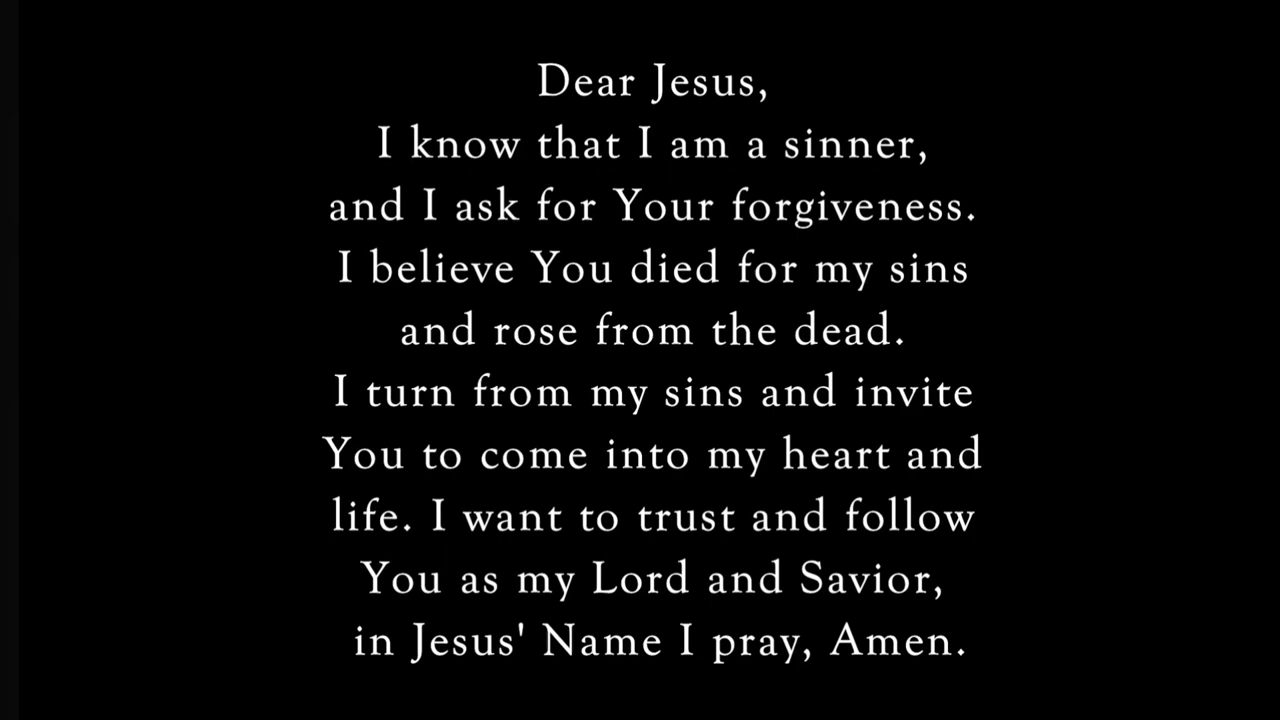 Dear Jesus,
I know that I am a sinner,
and I ask for Your forgiveness.
I believe You died for my sins
and rose from the dead.
I turn from my sins and invite
You to come into my heart and
life. I want to trust and follow
You as my Lord and Savior,
in Jesus' Name I pray, Amen.